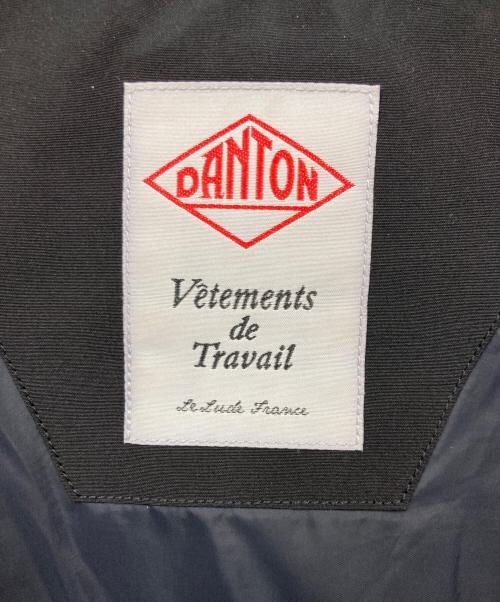 DANTON
Vêtements
de
Travail
Le Lude France